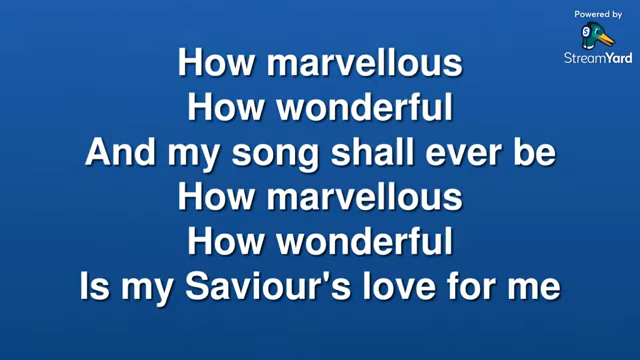 Powered by
StreamYard
How marvellous
How wonderful
And my song shall ever be
How marvellous
How wonderful
Is my Saviour's love for me